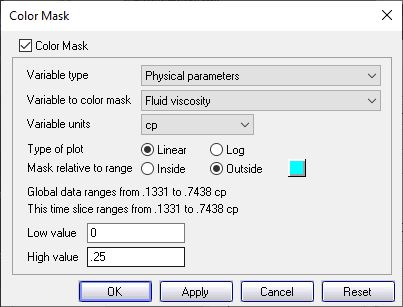 Color Mask
Color Mask
Variable type Physical parameters
Variable to color mask Fluid viscosity
Variable units cp
Type of plot Linear Log
Mask relative to range Inside Outside
Global data ranges from .1331 to .7438 cp
This time slice ranges from .1331 to .7438 cp
Low value 0
High value .25
OK Apply Cancel Reset